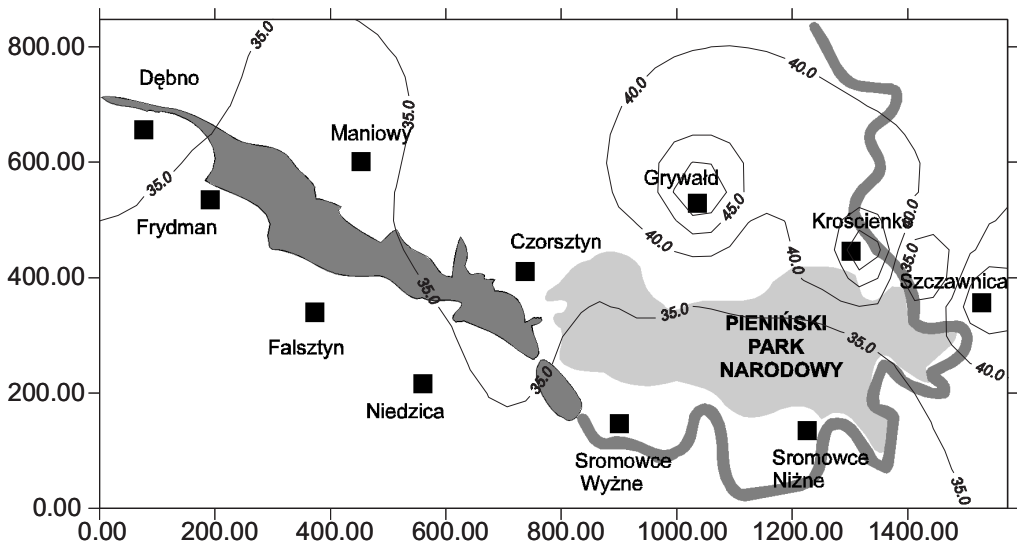 800.00
600.00
400.00
200.00
0.00
35.0
Dębno
Maniowy
35.0
35.0
Frydman
40.0
40.0
Grywałd
45.0
40.0
Krościenko
40.0
40.0
35.0
Szczawnica
Czorsztyn
35.0
35.0
PIENIŃSKI
PARK
NARODOWY
35.0
Falsztyn
35.0
40.0
Niedzica
Sromowce
Wyżne
Sromowce
Niżne
35.0
0.00
200.00
400.00
600.00
800.00
1000.00
1200.00
1400.00